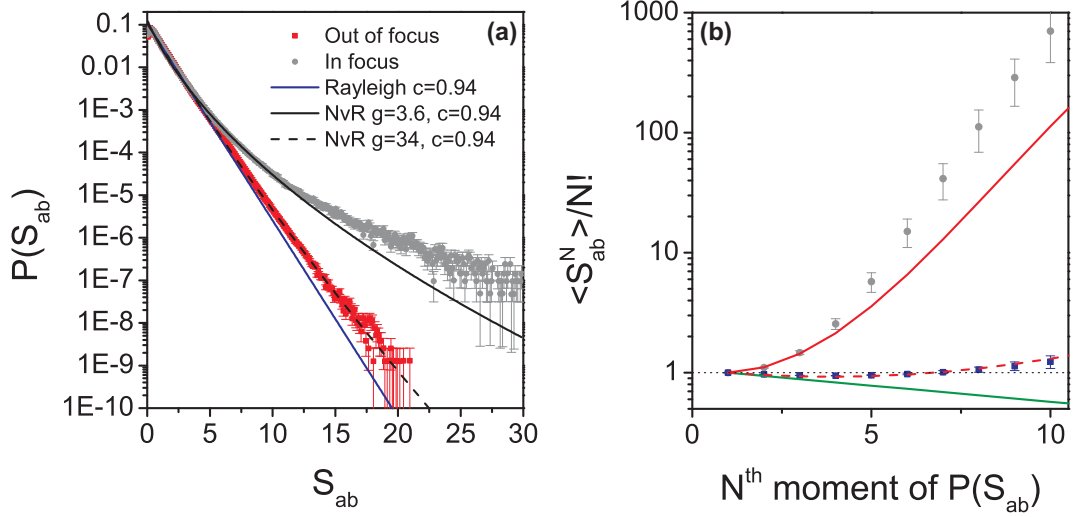 0.1
0.01
1E-3
1E-4
1E-5
1E-6
1E-7
1E-8
1E-9
1E-10
P(S_ab)
(a)
Out of focus
In focus
Rayleigh c=0.94
NvR g=3.6, c=0.94
NvR g=34, c=0.94
0 5 10 15 20 25 30
S_ab
1000
100
10
1
<S_ab^N>/N!
(b)
5 10
N^th moment of P(S_ab)